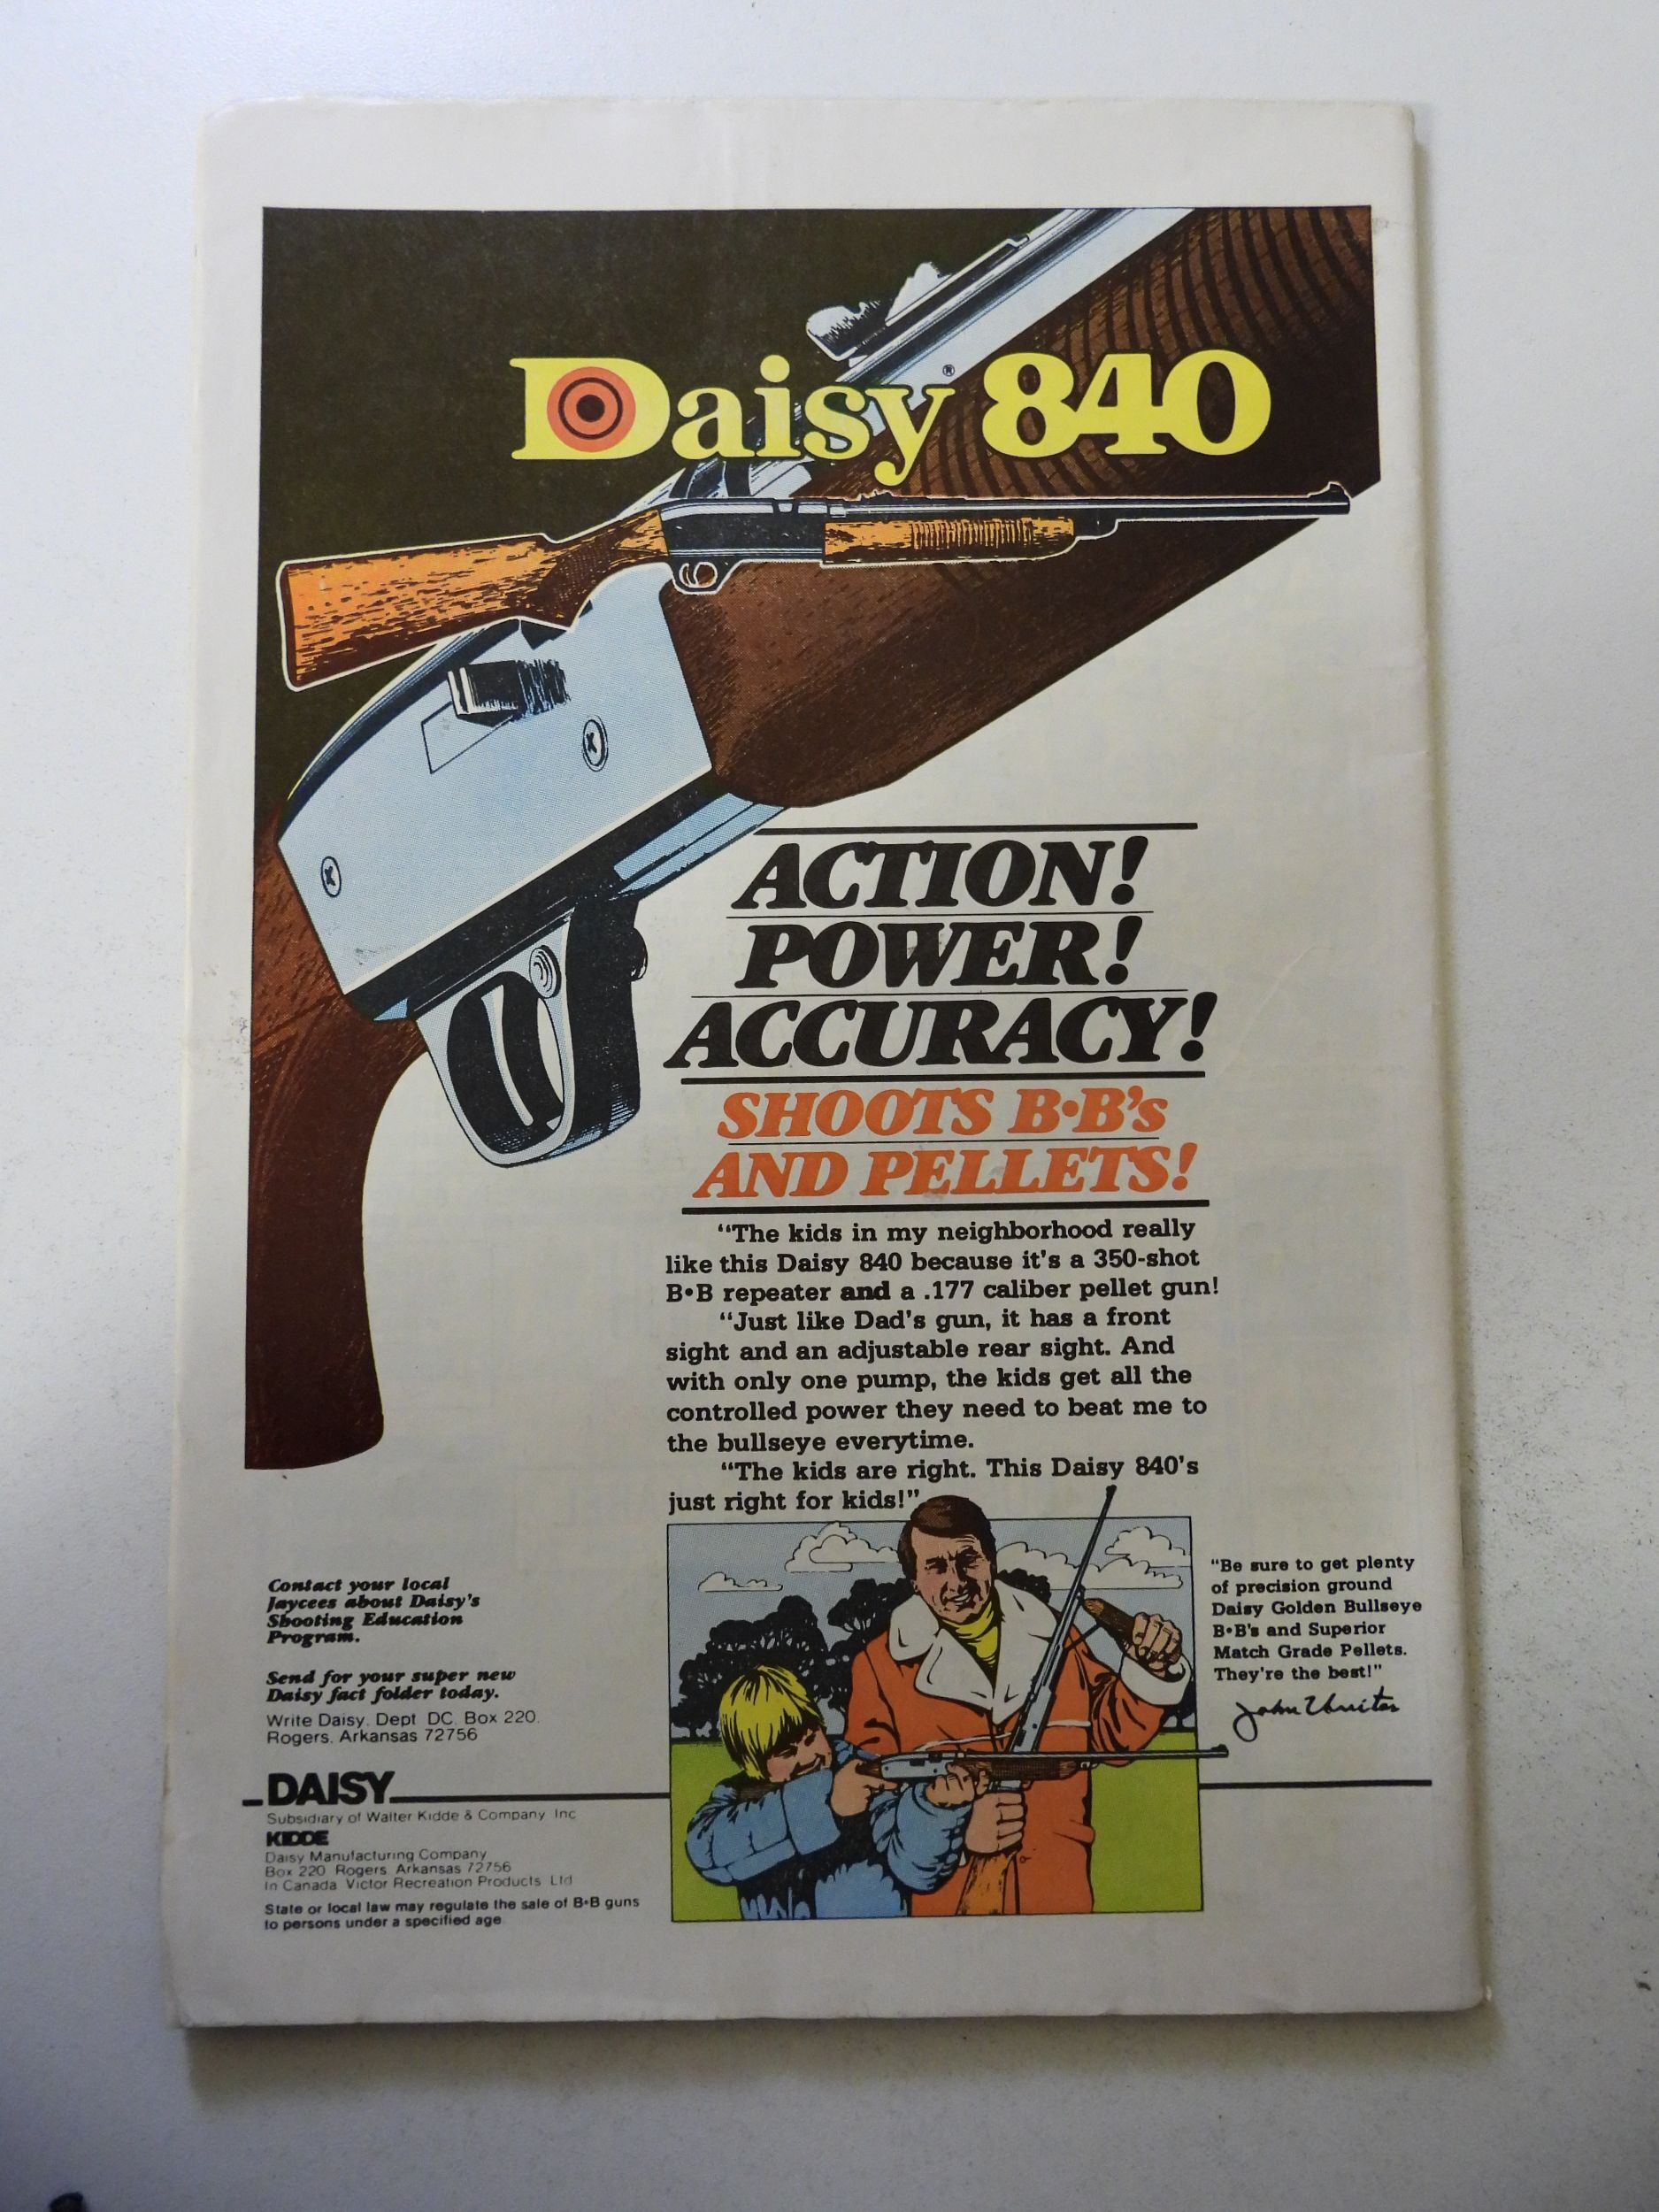 Daisy® 840
ACTION!
POWER!
ACCURACY!
SHOOTS B•B's
AND PELLETS!
"The kids in my neighborhood really
like this Daisy 840 because it's a 350-shot
B•B repeater and a .177 caliber pellet gun!
"Just like Dad's gun, it has a front
sight and an adjustable rear sight. And
with only one pump, the kids get all the
controlled power they need to beat me to
the bullseye everytime.
"The kids are right. This Daisy 840's
just right for kids!"
"Be sure to get plenty
of precision ground
Daisy Golden Bullseye
B•B's and Superior
Match Grade Pellets.
They're the best!"
John Unitas
Contact your local
Jaycees about Daisy's
Shooting Education
Program.
Send for your super new
Daisy fact folder today.
Write Daisy, Dept DC, Box 220,
Rogers, Arkansas 72756
DAISY
Subsidiary of Walter Kidde & Company Inc
KIDDE
Daisy Manufacturing Company
Box 220 Rogers Arkansas 72756
In Canada Victor Recreation Products Ltd
State or local law may regulate the sale of B•B guns
to persons under a specified age